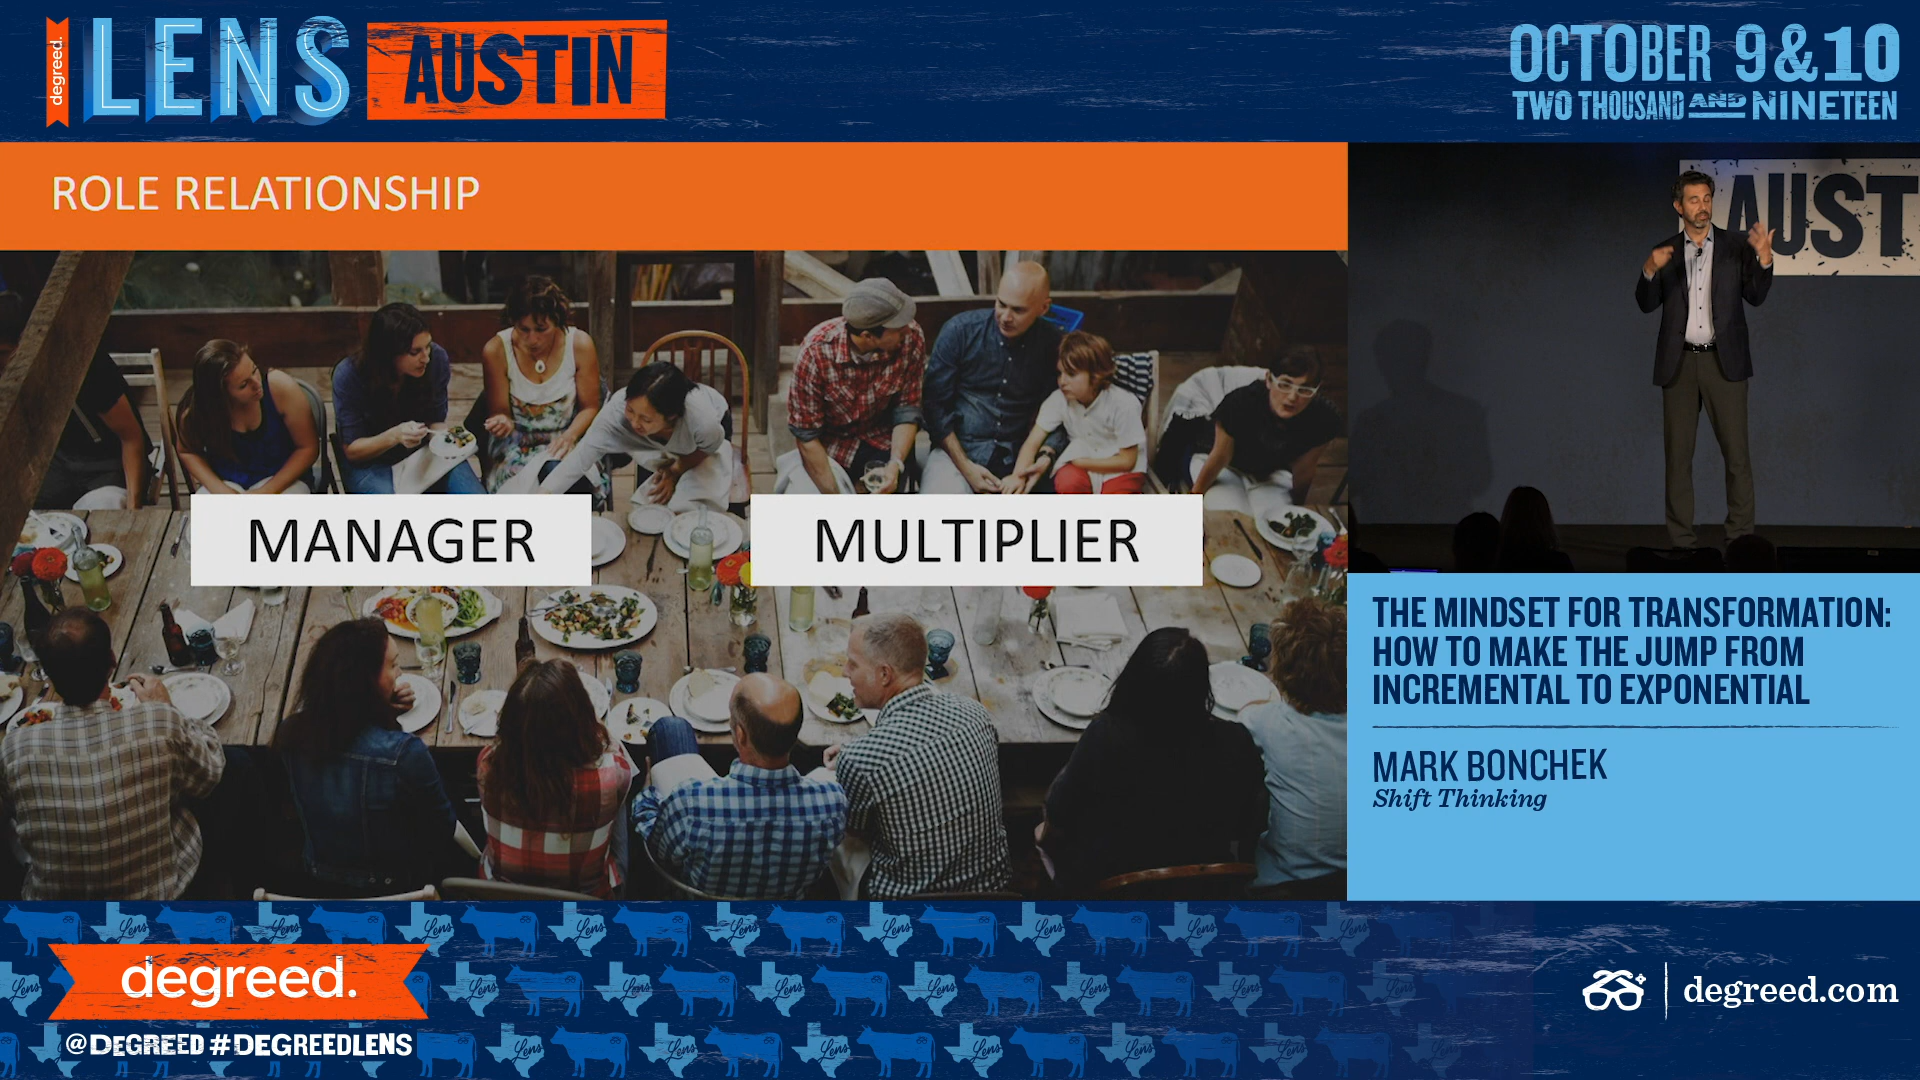 degreed.
LENS
AUSTIN
OCTOBER 9&10
TWO THOUSAND AND NINETEEN
ROLE RELATIONSHIP
MANAGER
MULTIPLIER
AUST
THE MINDSET FOR TRANSFORMATION:
HOW TO MAKE THE JUMP FROM
INCREMENTAL TO EXPONENTIAL
MARK BONCHEK
Shift Thinking
Lens
degreed.
@DEGREED #DEGREEDLENS
degreed.com